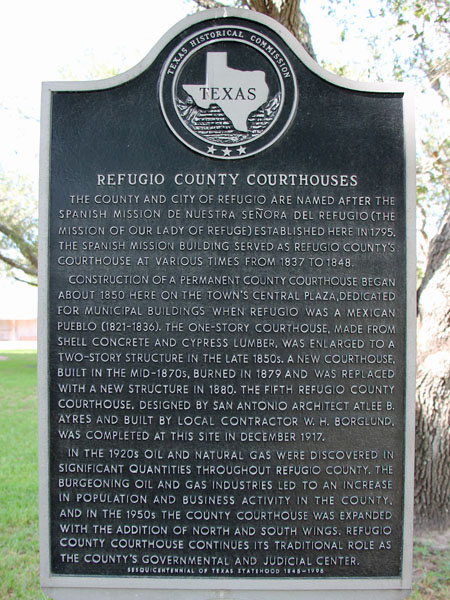 TEXAS HISTORICAL COMMISSION
TEXAS
REFUGIO COUNTY COURTHOUSES
THE COUNTY AND CITY OF REFUGIO ARE NAMED AFTER THE
SPANISH MISSION DE NUESTRA SEÑORA DEL REFUGIO (THE
MISSION OF OUR LADY OF REFUGE) ESTABLISHED HERE IN 1795.
THE SPANISH MISSION BUILDING SERVED AS REFUGIO COUNTY'S
COURTHOUSE AT VARIOUS TIMES FROM 1837 TO 1848.
CONSTRUCTION OF A PERMANENT COUNTY COURTHOUSE BEGAN
ABOUT 1850 HERE ON THE TOWN'S CENTRAL PLAZA, DEDICATED
FOR MUNICIPAL BUILDINGS WHEN REFUGIO WAS A MEXICAN
PUEBLO (1821-1836). THE ONE-STORY COURTHOUSE, MADE FROM
SHELL CONCRETE AND CYPRESS LUMBER, WAS ENLARGED TO A
TWO-STORY STRUCTURE IN THE LATE 1850s. A NEW COURTHOUSE,
BUILT IN THE MID-1870s, BURNED IN 1879 AND WAS REPLACED
WITH A NEW STRUCTURE IN 1880. THE FIFTH REFUGIO COUNTY
COURTHOUSE, DESIGNED BY SAN ANTONIO ARCHITECT ATLEE B.
AYRES AND BUILT BY LOCAL CONTRACTOR W. H. BORGLUND,
WAS COMPLETED AT THIS SITE IN DECEMBER 1917.
IN THE 1920s OIL AND NATURAL GAS WERE DISCOVERED IN
SIGNIFICANT QUANTITIES THROUGHOUT REFUGIO COUNTY. THE
BURGEONING OIL AND GAS INDUSTRIES LED TO AN INCREASE
IN POPULATION AND BUSINESS ACTIVITY IN THE COUNTY,
AND IN THE 1950s THE COUNTY COURTHOUSE WAS EXPANDED
WITH THE ADDITION OF NORTH AND SOUTH WINGS. REFUGIO
COUNTY COURTHOUSE CONTINUES ITS TRADITIONAL ROLE AS
THE COUNTY'S GOVERNMENTAL AND JUDICIAL CENTER.
SESQUICENTENNIAL OF TEXAS STATEHOOD 1845-1995